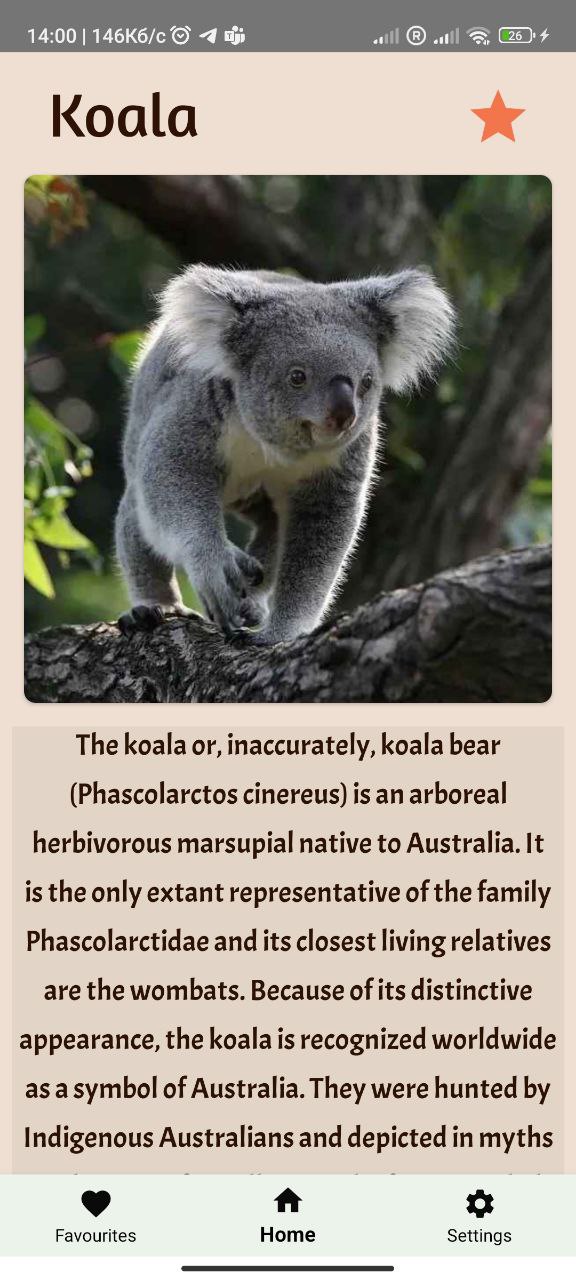 14:00 | 146Кб/с
26
Koala
The koala or, inaccurately, koala bear
(Phascolarctos cinereus) is an arboreal
herbivorous marsupial native to Australia. It
is the only extant representative of the family
Phascolarctidae and its closest living relatives
are the wombats. Because of its distinctive
appearance, the koala is recognized worldwide
as a symbol of Australia. They were hunted by
Indigenous Australians and depicted in myths
Favourites
Home
Settings